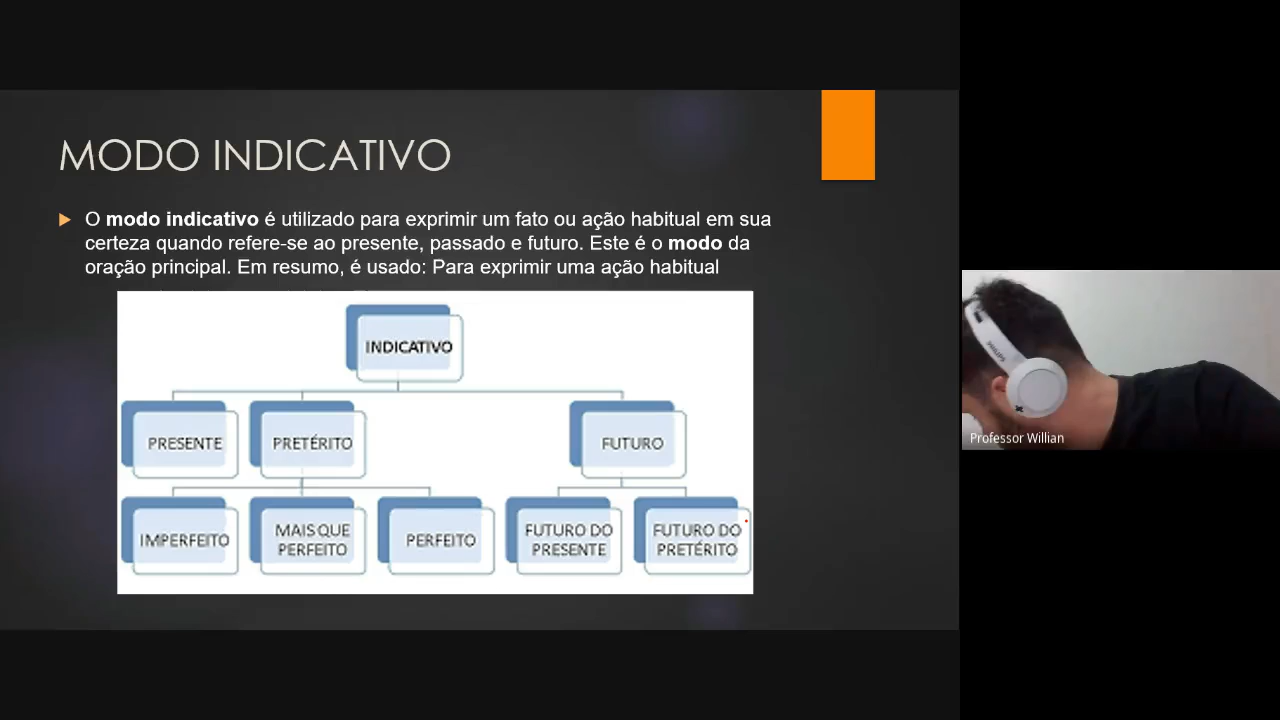 MODO INDICATIVO
O modo indicativo é utilizado para exprimir um fato ou ação habitual em sua
certeza quando refere-se ao presente, passado e futuro. Este é o modo da
oração principal. Em resumo, é usado: Para exprimir uma ação habitual
INDICATIVO
PRESENTE
PRETÉRITO
FUTURO
IMPERFEITO
MAIS QUE
PERFEITO
PERFEITO
FUTURO DO
PRESENTE
FUTURO DO
PRETÉRITO
PHILIPS
Professor Willian